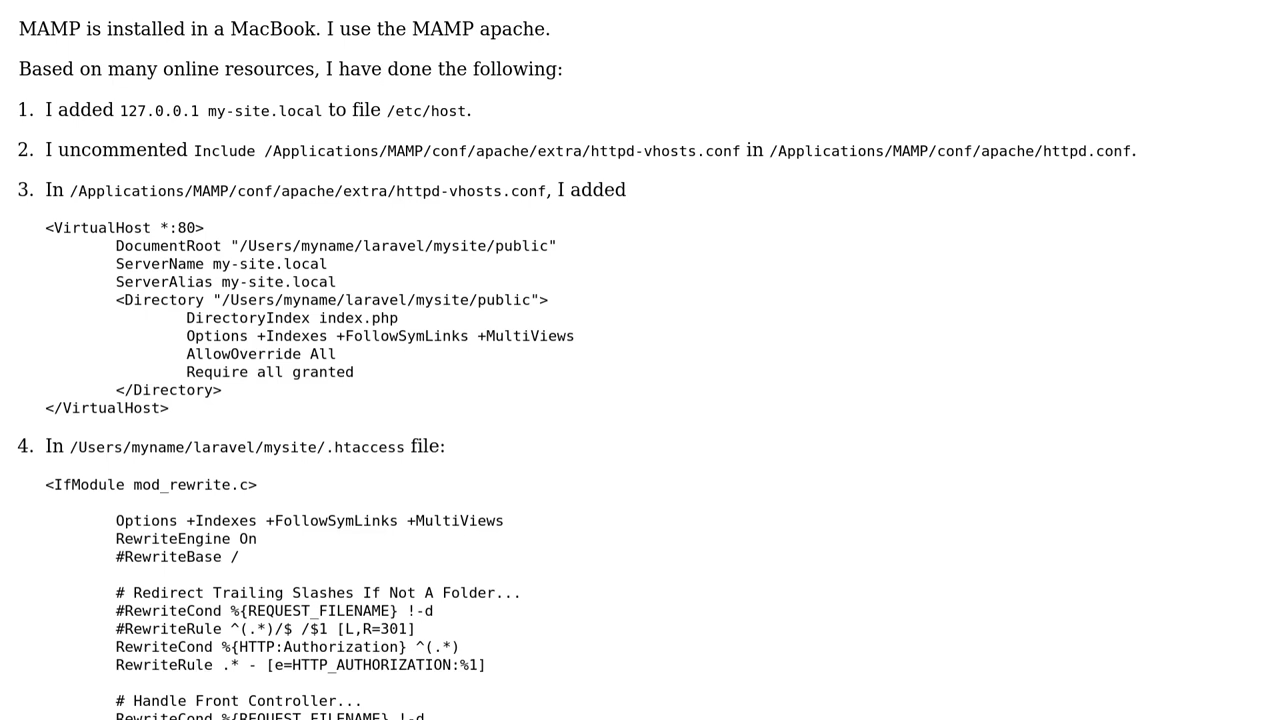 MAMP is installed in a MacBook. I use the MAMP apache.
Based on many online resources, I have done the following:
1. I added 127.0.0.1 my-site.local to file /etc/host.
2. I uncommented Include /Applications/MAMP/conf/apache/extra/httpd-vhosts.conf in /Applications/MAMP/conf/apache/httpd.conf.
3. In /Applications/MAMP/conf/apache/extra/httpd-vhosts.conf, I added
<VirtualHost *:80>
        DocumentRoot "/Users/myname/laravel/mysite/public"
        ServerName my-site.local
        ServerAlias my-site.local
        <Directory "/Users/myname/laravel/mysite/public">
                DirectoryIndex index.php
                Options +Indexes +FollowSymLinks +MultiViews
                AllowOverride All
                Require all granted
        </Directory>
</VirtualHost>
4. In /Users/myname/laravel/mysite/.htaccess file:
<IfModule mod_rewrite.c>
        Options +Indexes +FollowSymLinks +MultiViews
        RewriteEngine On
        #RewriteBase /
        # Redirect Trailing Slashes If Not A Folder...
        #RewriteCond %{REQUEST_FILENAME} !-d
        #RewriteRule ^(.*)/$ /$1 [L,R=301]
        RewriteCond %{HTTP:Authorization} ^(.*)
        RewriteRule .* - [e=HTTP_AUTHORIZATION:%1]
        # Handle Front Controller...
        RewriteCond %{REQUEST_FILENAME} !-d